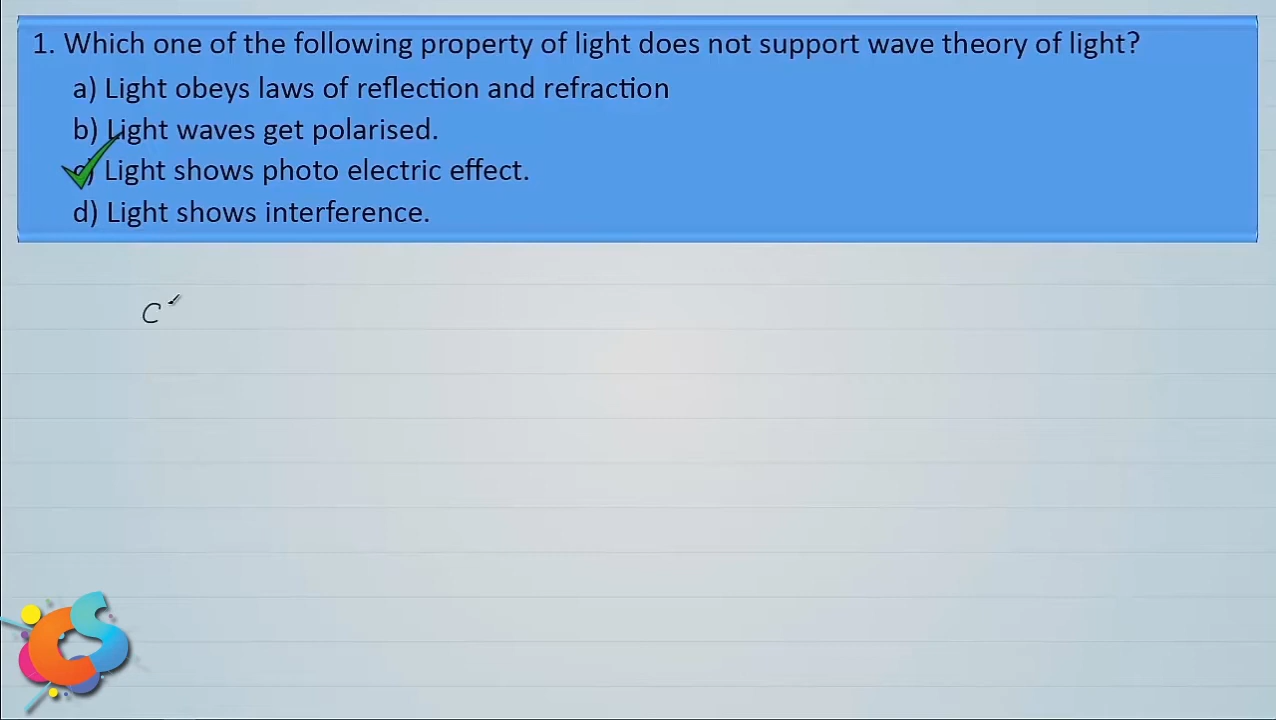 1. Which one of the following property of light does not support wave theory of light?
a) Light obeys laws of reflection and refraction
b) Light waves get polarised.
c) Light shows photo electric effect.
d) Light shows interference.
C
CS